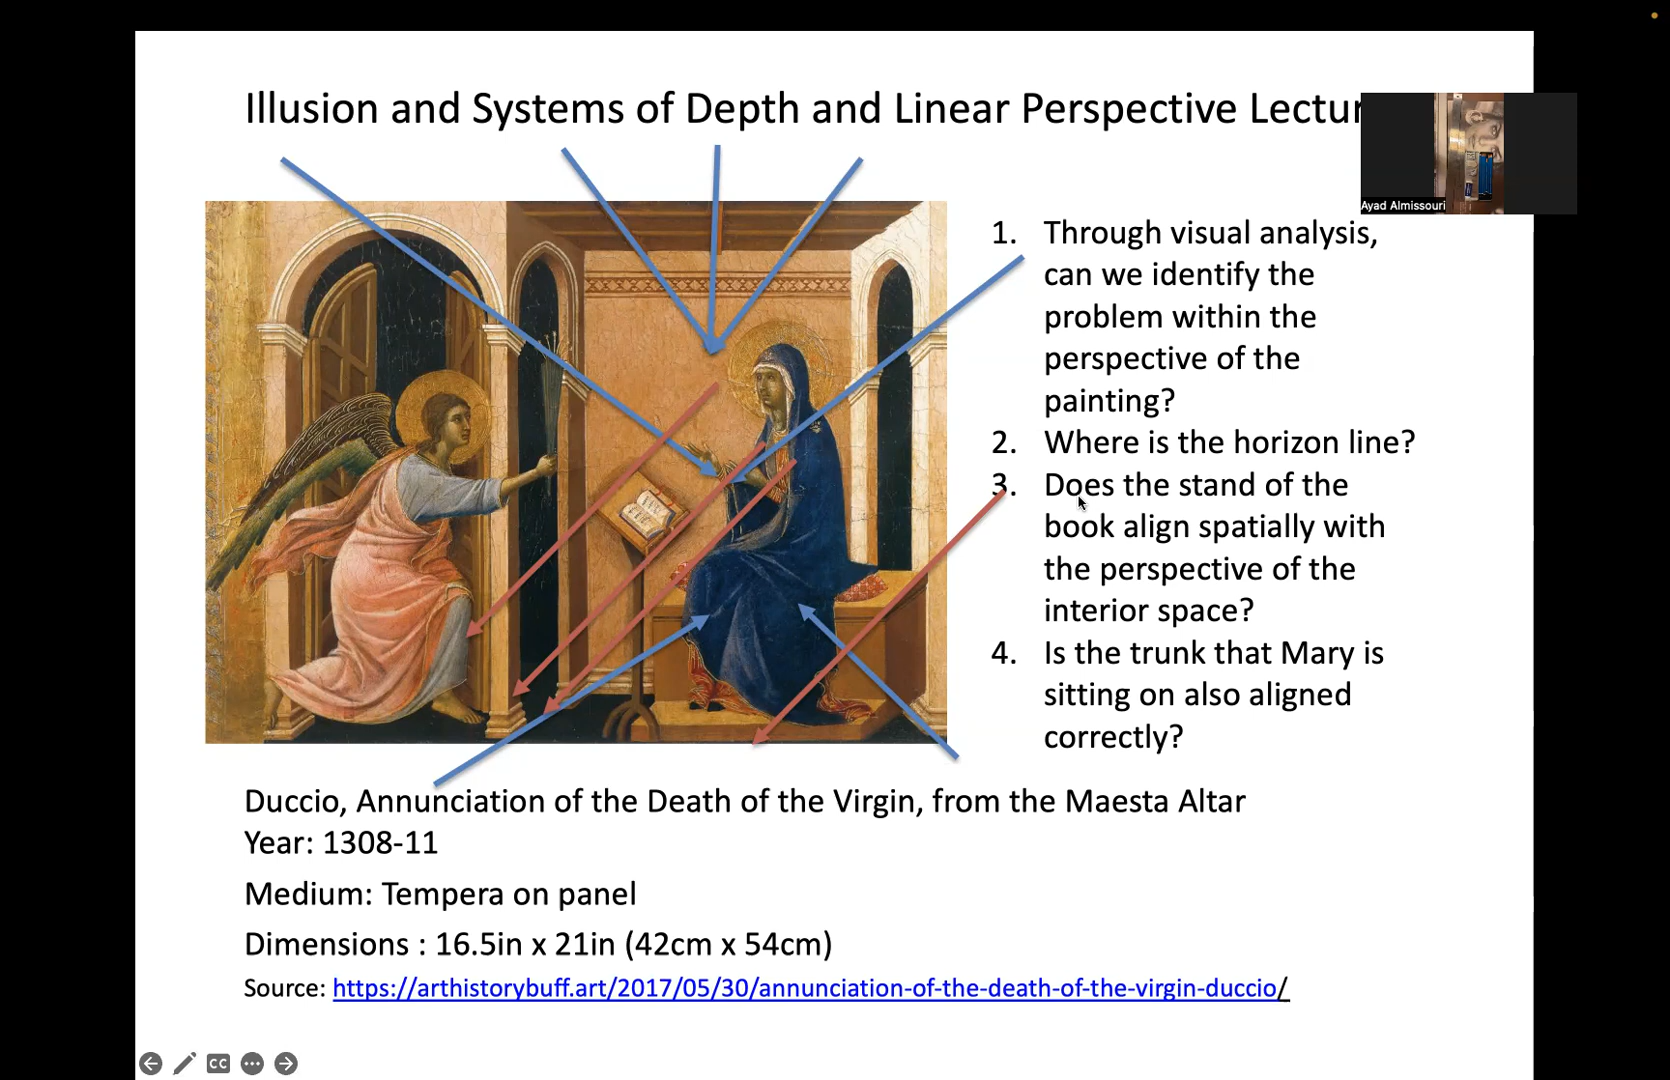 Illusion and Systems of Depth and Linear Perspective
Ayad Almissouri
1. Through visual analysis,
can we identify the
problem within the
perspective of the
painting?
2. Where is the horizon line?
3. Does the stand of the
book align spatially with
the perspective of the
interior space?
4. Is the trunk that Mary is
sitting on also aligned
correctly?
Duccio, Annunciation of the Death of the Virgin, from the Maesta Altar
Year: 1308-11
Medium: Tempera on panel
Dimensions : 16.5in x 21in (42cm x 54cm)
Source: https://arthistorybuff.art/2017/05/30/annunciation-of-the-death-of-the-virgin-duccio/
CC